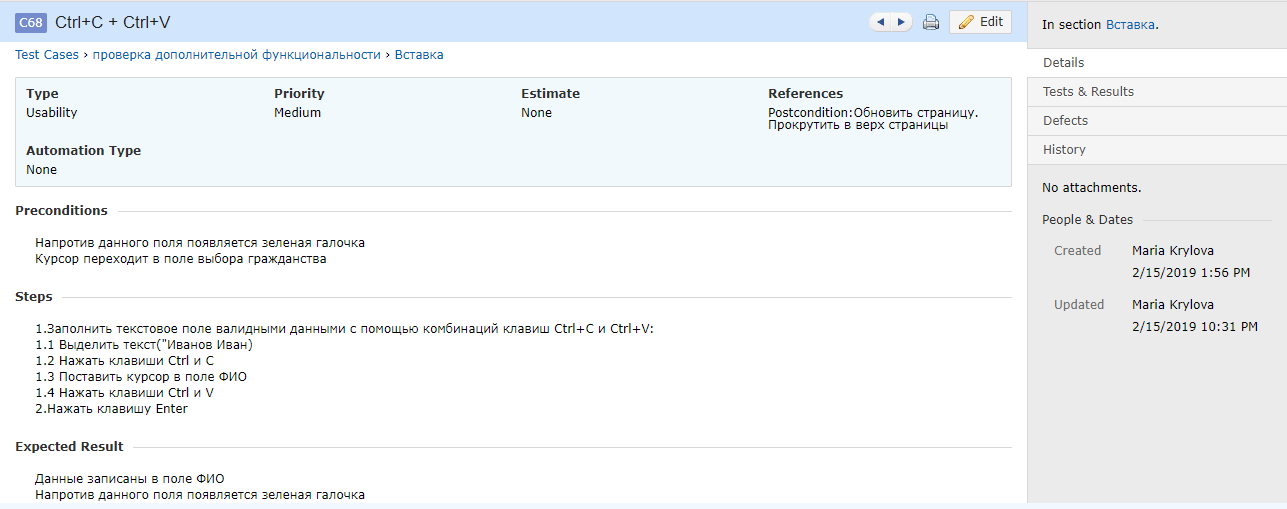 C68 Ctrl+C + Ctrl+V
Edit
Test Cases › проверка дополнительной функциональности › Вставка
Type
Usability
Priority
Medium
Estimate
None
References
Postcondition:Обновить страницу.
Прокрутить в верх страницы
Automation Type
None
Preconditions
Напротив данного поля появляется зеленая галочка
Курсор переходит в поле выбора гражданства
Steps
1.Заполнить текстовое поле валидными данными с помощью комбинаций клавиш Ctrl+C и Ctrl+V:
1.1 Выделить текст("Иванов Иван)
1.2 Нажать клавиши Ctrl и C
1.3 Поставить курсор в поле ФИО
1.4 Нажать клавиши Ctrl и V
2.Нажать клавишу Enter
Expected Result
Данные записаны в поле ФИО
Напротив данного поля появляется зеленая галочка
In section Вставка.
Details
Tests & Results
Defects
History
No attachments.
People & Dates
Created Maria Krylova
2/15/2019 1:56 PM
Updated Maria Krylova
2/15/2019 10:31 PM